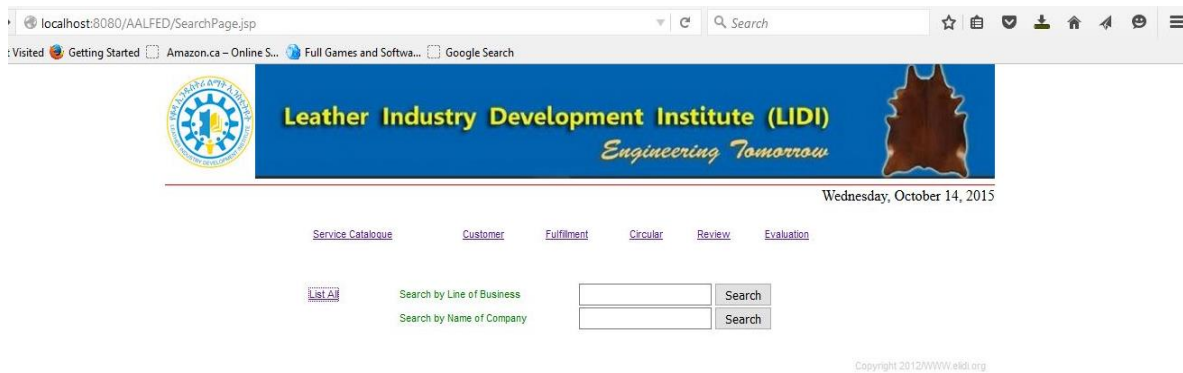 localhost:8080/AALFED/SearchPage.jsp Search
Visited Getting Started Amazon.ca – Online S... Full Games and Softwa... Google Search
Leather Industry Development Institute (LIDI)
Engineering Tomorrow
Wednesday, October 14, 2015
Service Catalogue Customer Fulfillment Circular Review Evaluation
List All Search by Line of Business Search
Search by Name of Company Search
Copyright 2012/WWW.elidi.org